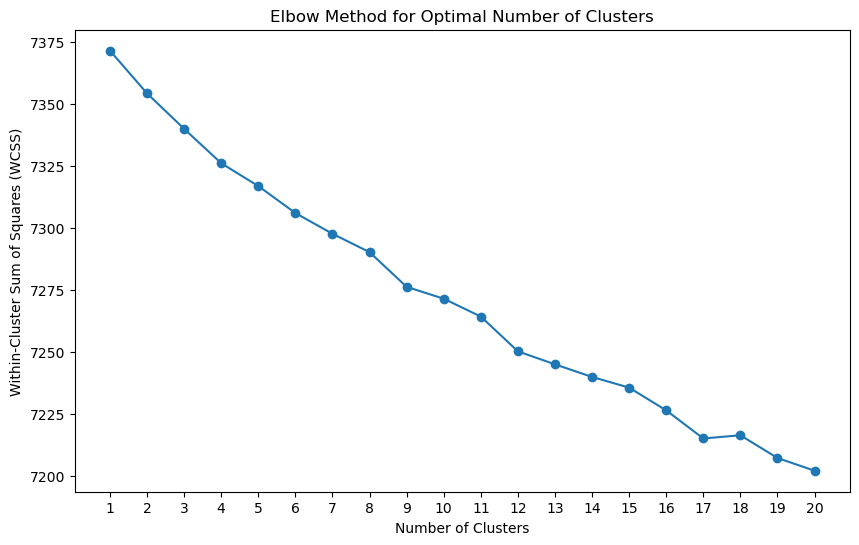 Elbow Method for Optimal Number of Clusters
Within-Cluster Sum of Squares (WCSS)
7375
7350
7325
7300
7275
7250
7225
7200
1 2 3 4 5 6 7 8 9 10 11 12 13 14 15 16 17 18 19 20
Number of Clusters